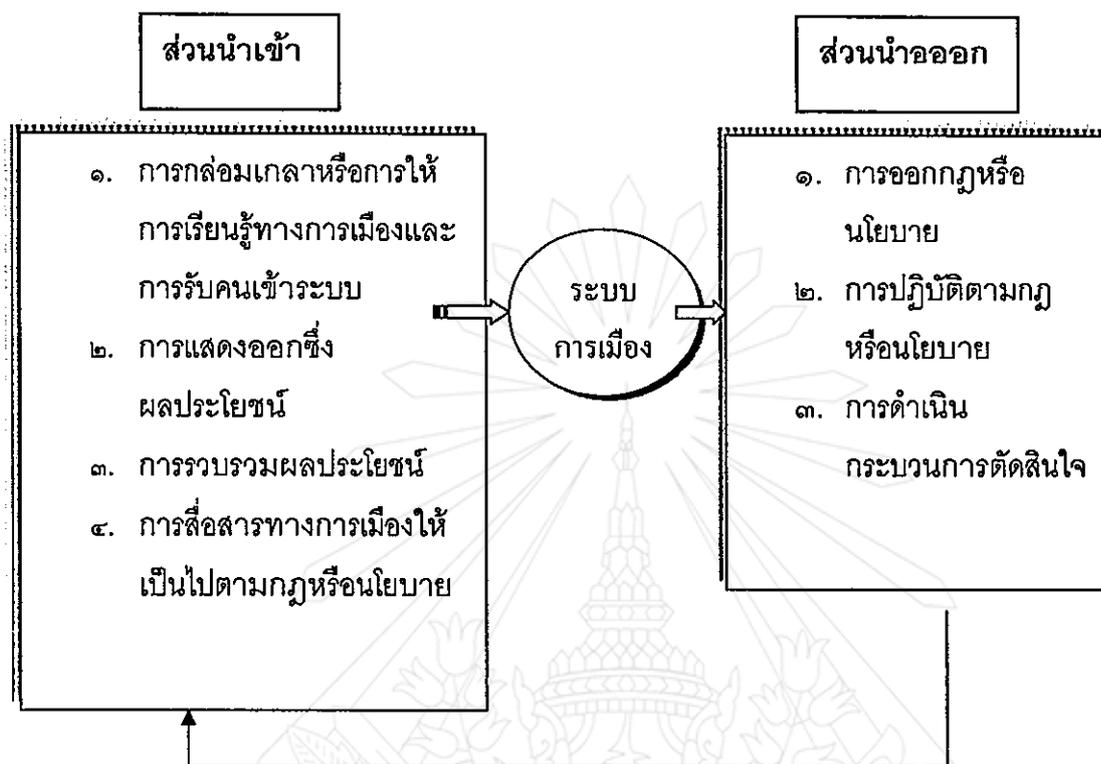 ส่วนนำเข้า
๑. การกล่อมเกลาหรือการให้
การเรียนรู้ทางการเมืองและ
การรับคนเข้าระบบ
๒. การแสดงออกซึ่ง
ผลประโยชน์
๓. การรวบรวมผลประโยชน์
๔. การสื่อสารทางการเมืองให้
เป็นไปตามกฎหรือนโยบาย
ระบบ
การเมือง
ส่วนนำอออก
๑. การออกกฎหรือ
นโยบาย
๒. การปฏิบัติตามกฎ
หรือนโยบาย
๓. การดำเนิน
กระบวนการตัดสินใจ